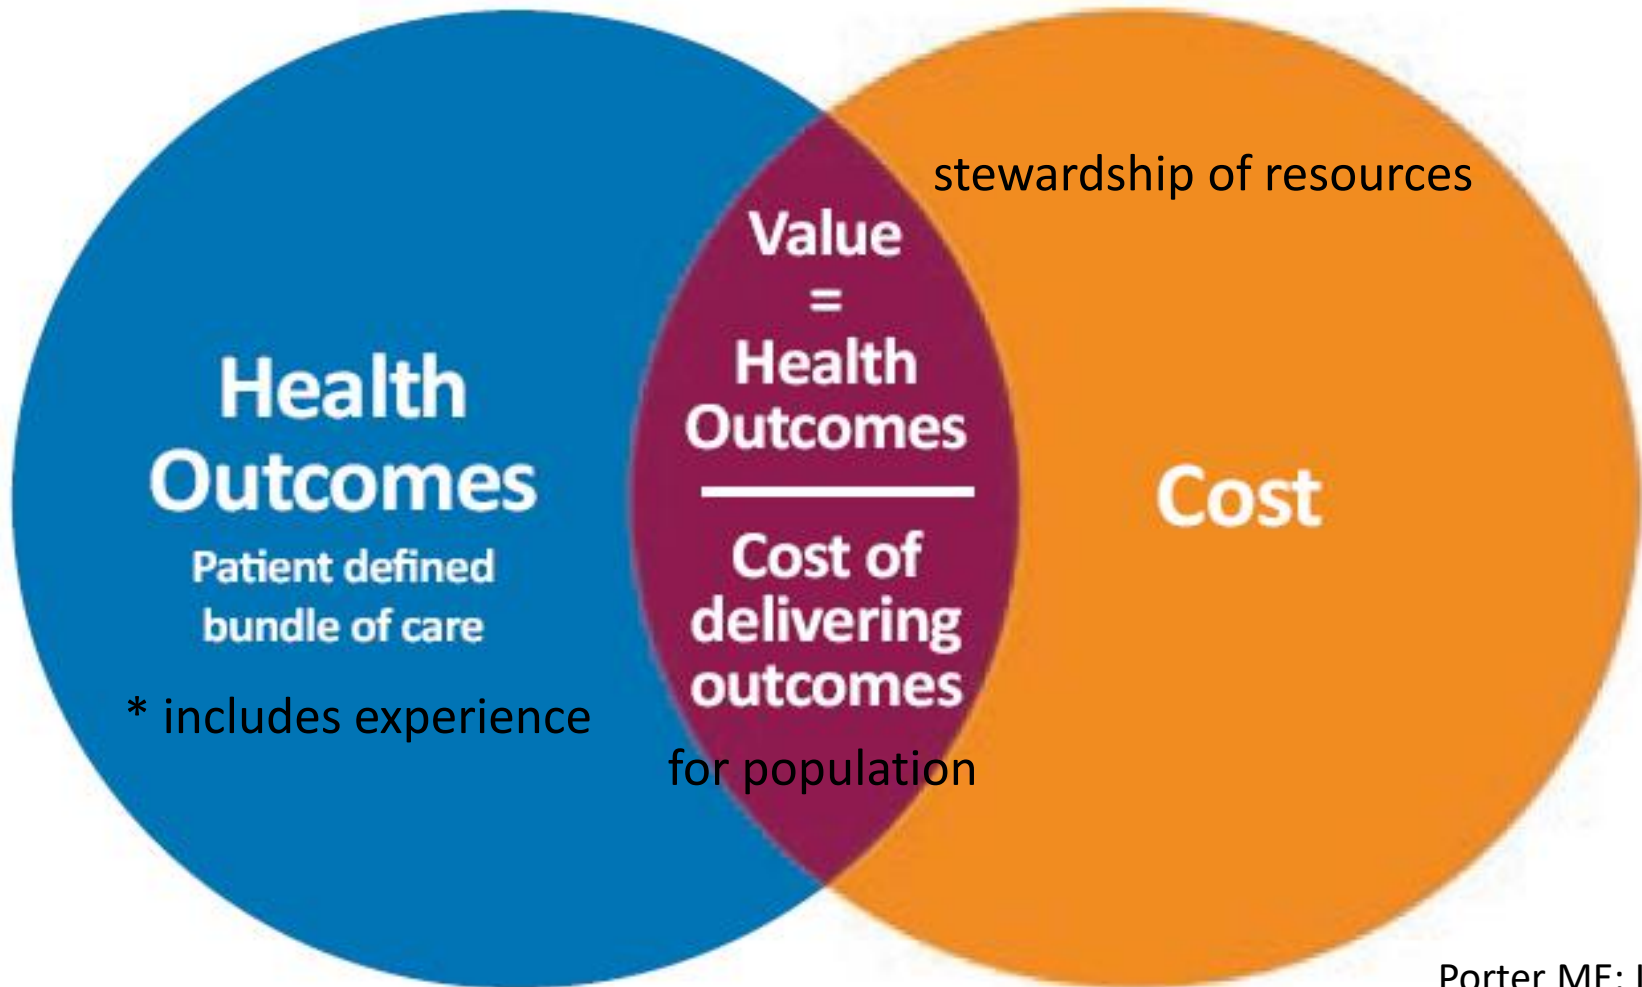 Health
Outcomes
Patient defined
bundle of care
* includes experience
Value
=
Health
Outcomes
Cost of
delivering
outcomes
for population
stewardship of resources
Cost
Porter ME;